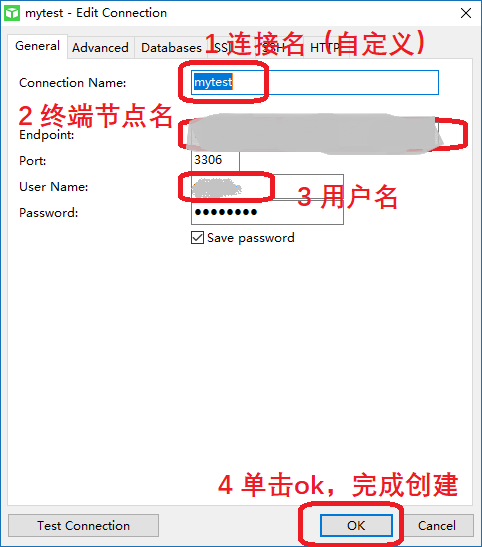 mytest - Edit Connection
General Advanced Databases SSL SSH HTTP
1 连接名（自定义）
Connection Name: mytest
2 终端节点名
Endpoint:
Port: 3306
User Name:
3 用户名
Password: ●●●●●●●●
Save password
4 单击ok，完成创建
Test Connection OK Cancel